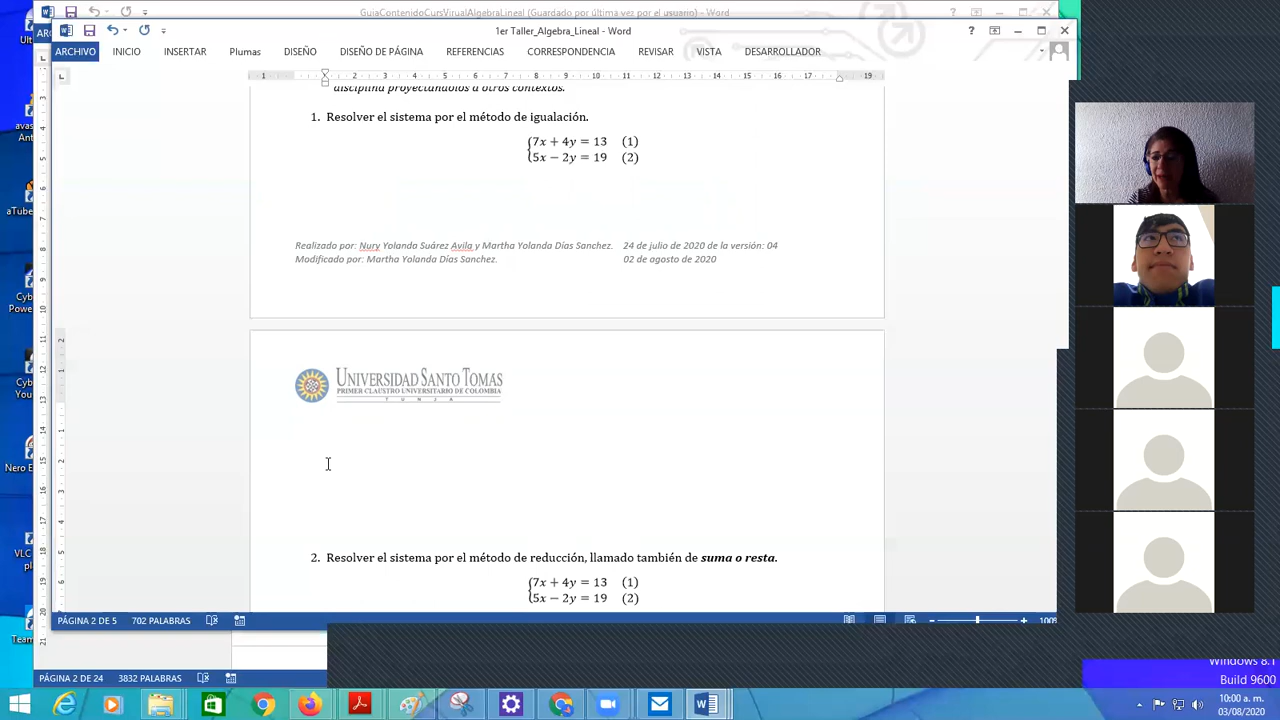 GuiaContenidoCursVirualAlgebraLineal (Guardado por última vez por el usuario) - Word
1er Taller_Algebra_Lineal - Word
ARCHIVO INICIO INSERTAR Plumas DISEÑO DISEÑO DE PÁGINA REFERENCIAS CORRESPONDENCIA REVISAR VISTA DESARROLLADOR
disciplina proyectándolos a otros contextos.
1. Resolver el sistema por el método de igualación.
7x + 4y = 13 (1)
5x − 2y = 19 (2)
Realizado por: Nury Yolando Suárez Avila y Martha Yolanda Días Sanchez. 24 de julio de 2020 de la versión: 04
Modificado por: Martha Yolanda Días Sanchez. 02 de agosto de 2020
UNIVERSIDAD SANTO TOMAS
PRIMER CLAUSTRO UNIVERSITARIO DE COLOMBIA
T U N J A
2. Resolver el sistema por el método de reducción, llamado también de suma o resta.
7x + 4y = 13 (1)
5x − 2y = 19 (2)
PÁGINA 2 DE 5 702 PALABRAS 100%
PÁGINA 2 DE 24 3832 PALABRAS
Windows 8.1
Build 9600
10:00 a.m.
03/08/2020